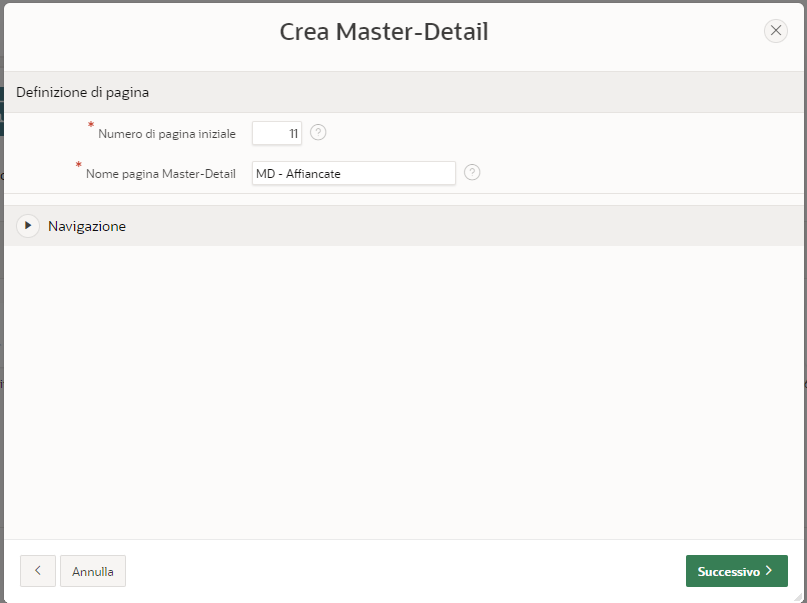 Crea Master-Detail
Definizione di pagina
* Numero di pagina iniziale 11 ?
* Nome pagina Master-Detail MD - Affiancate ?
Navigazione
Annulla
Successivo